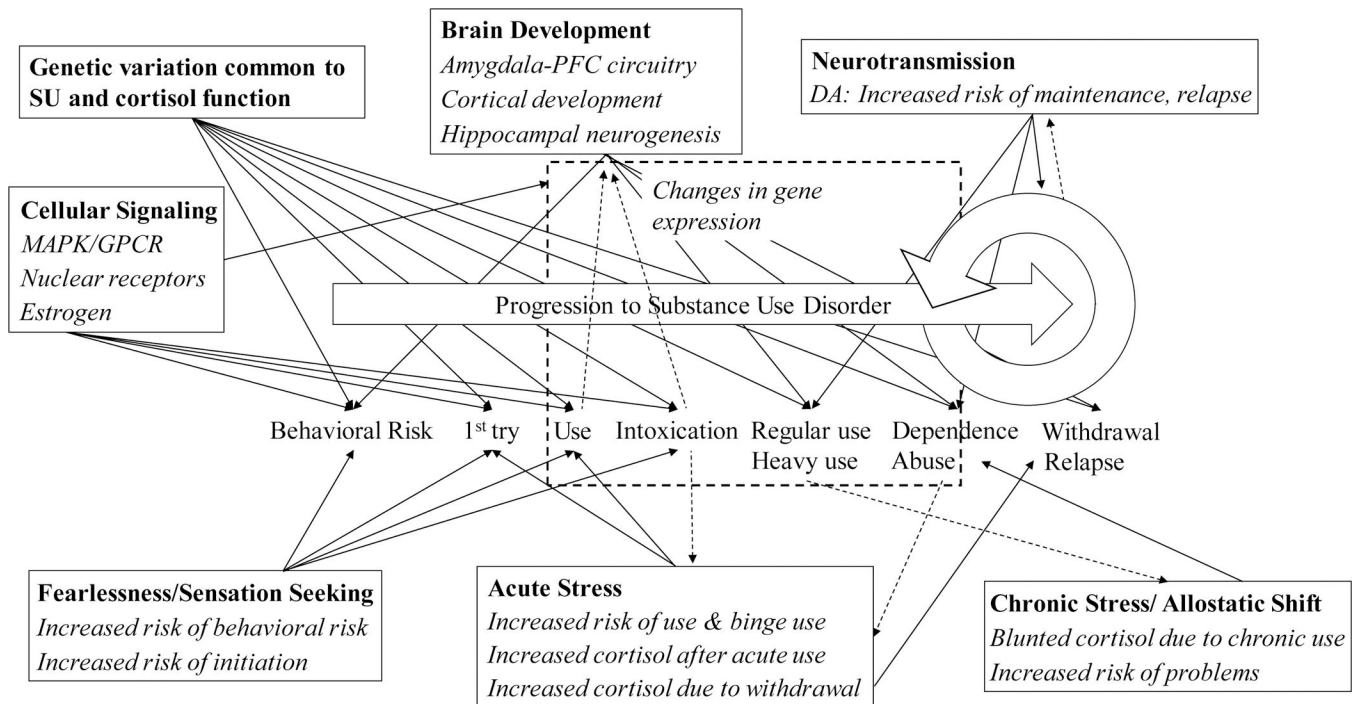 Brain Development
Amygdala-PFC circuitry
Cortical development
Hippocampal neurogenesis
Genetic variation common to
SU and cortisol function
Neurotransmission
DA: Increased risk of maintenance, relapse
Cellular Signaling
MAPK/GPCR
Nuclear receptors
Estrogen
Changes in gene
expression
Progression to Substance Use Disorder
Behavioral Risk
1st try
Use
Intoxication
Regular use
Heavy use
Dependence
Abuse
Withdrawal
Relapse
Fearlessness/Sensation Seeking
Increased risk of behavioral risk
Increased risk of initiation
Acute Stress
Increased risk of use & binge use
Increased cortisol after acute use
Increased cortisol due to withdrawal
Chronic Stress/ Allostatic Shift
Blunted cortisol due to chronic use
Increased risk of problems